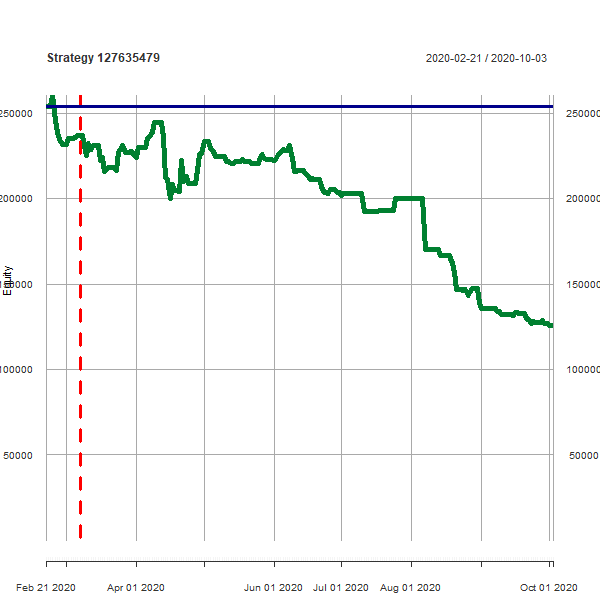 Strategy 127635479
2020-02-21 / 2020-10-03
250000
250000
200000
200000
Equity
150000
100000
100000
50000
50000
Feb 21 2020
Apr 01 2020
Jun 01 2020
Jul 01 2020
Aug 01 2020
Oct 01 2020